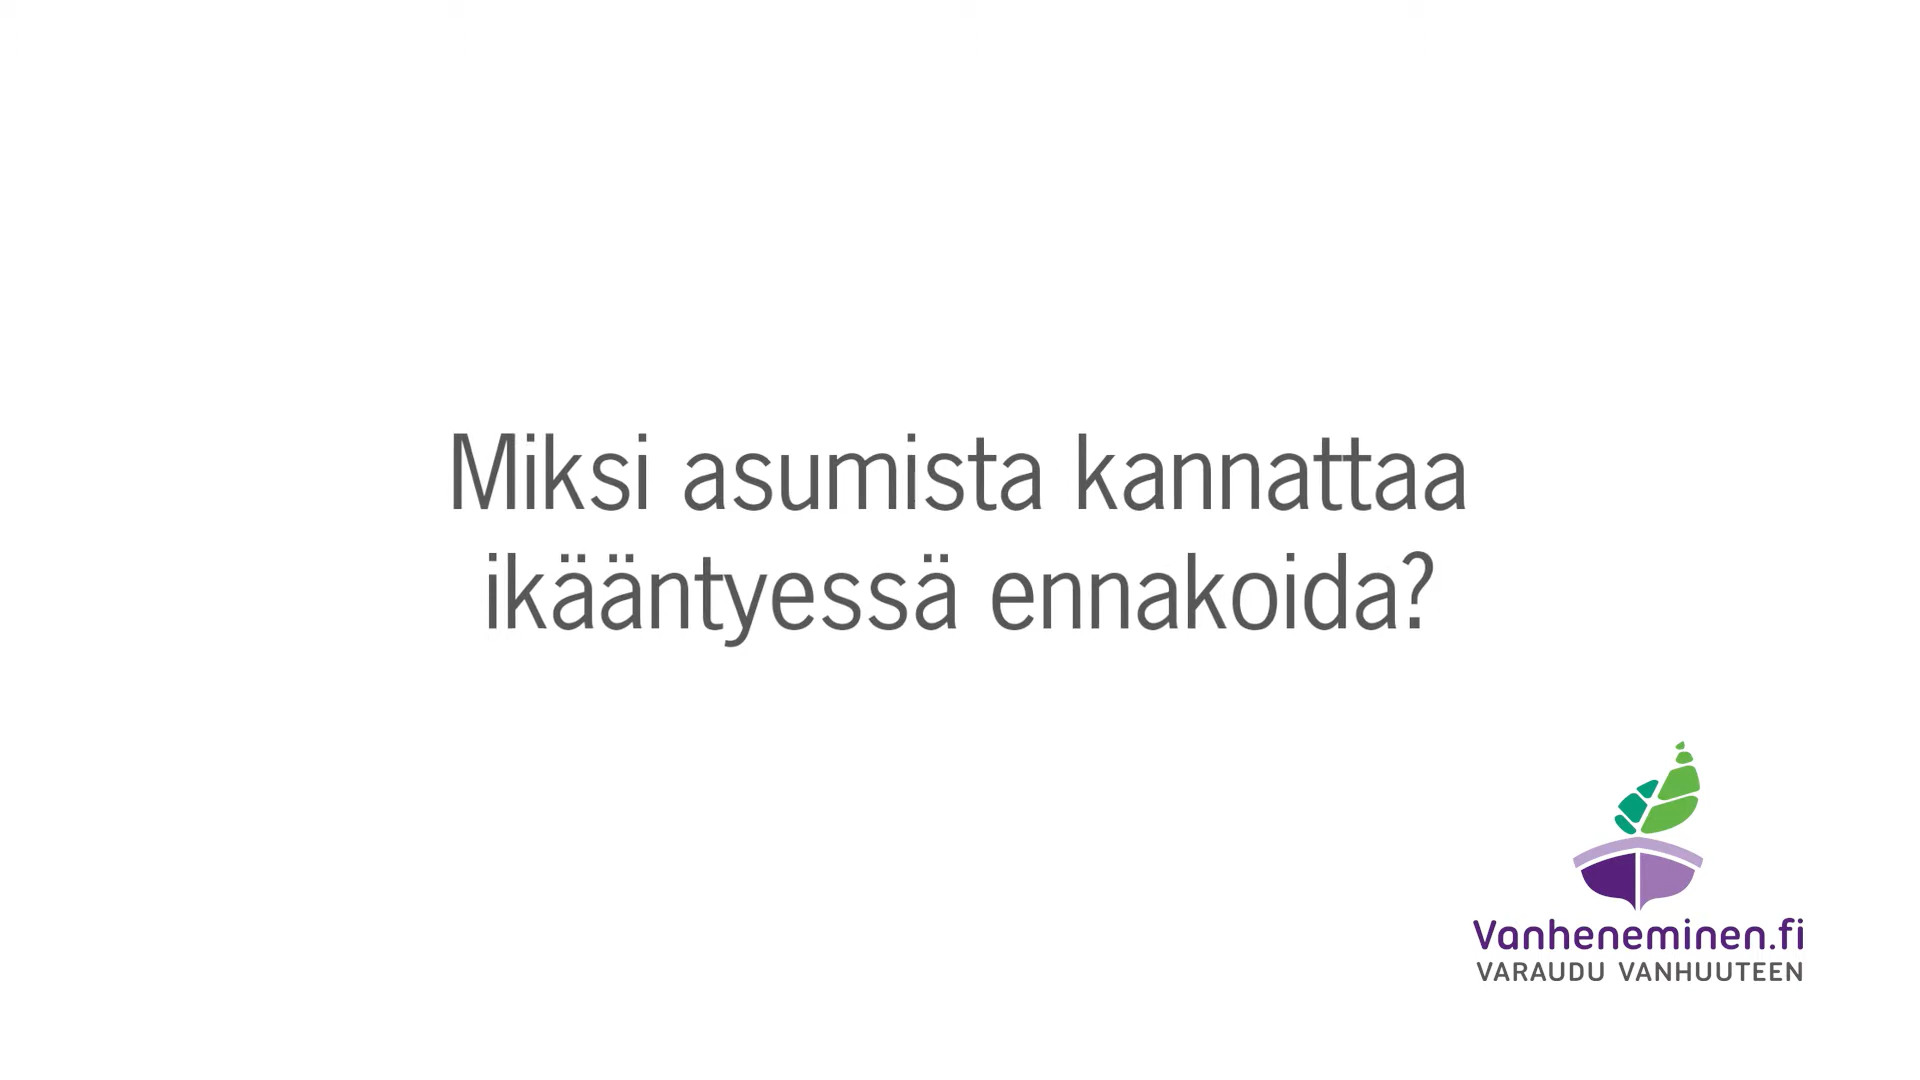 Miksi asumista kannattaa
ikääntyessä ennakoida?
Vanheneminen.fi
VARAUDU VANHUUTEEN